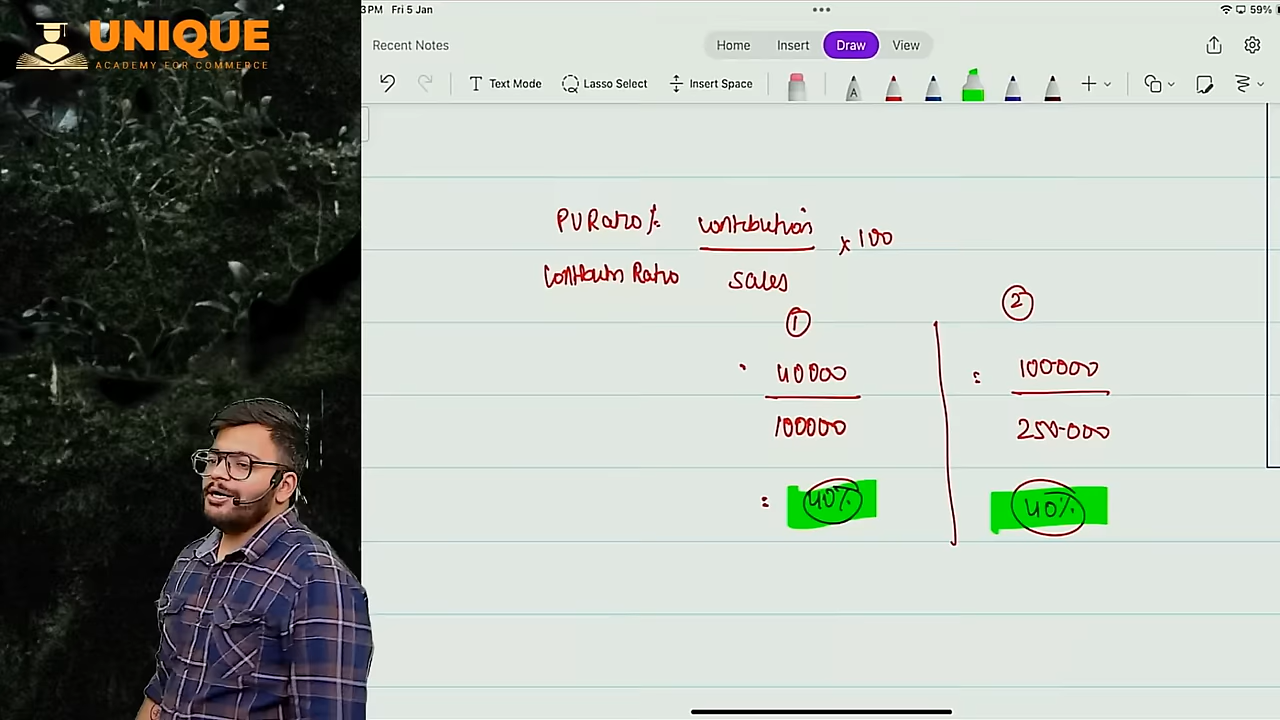 UNIQUE
ACADEMY FOR COMMERCE
3PM Fri 5 Jan
59%
Recent Notes
Home Insert Draw View
Text Mode Lasso Select Insert Space
A
PV Ratio % Contribution × 100
Contribution Ratio Sales
1 2
40000 = 100000
100000 250000
= 40% 40%